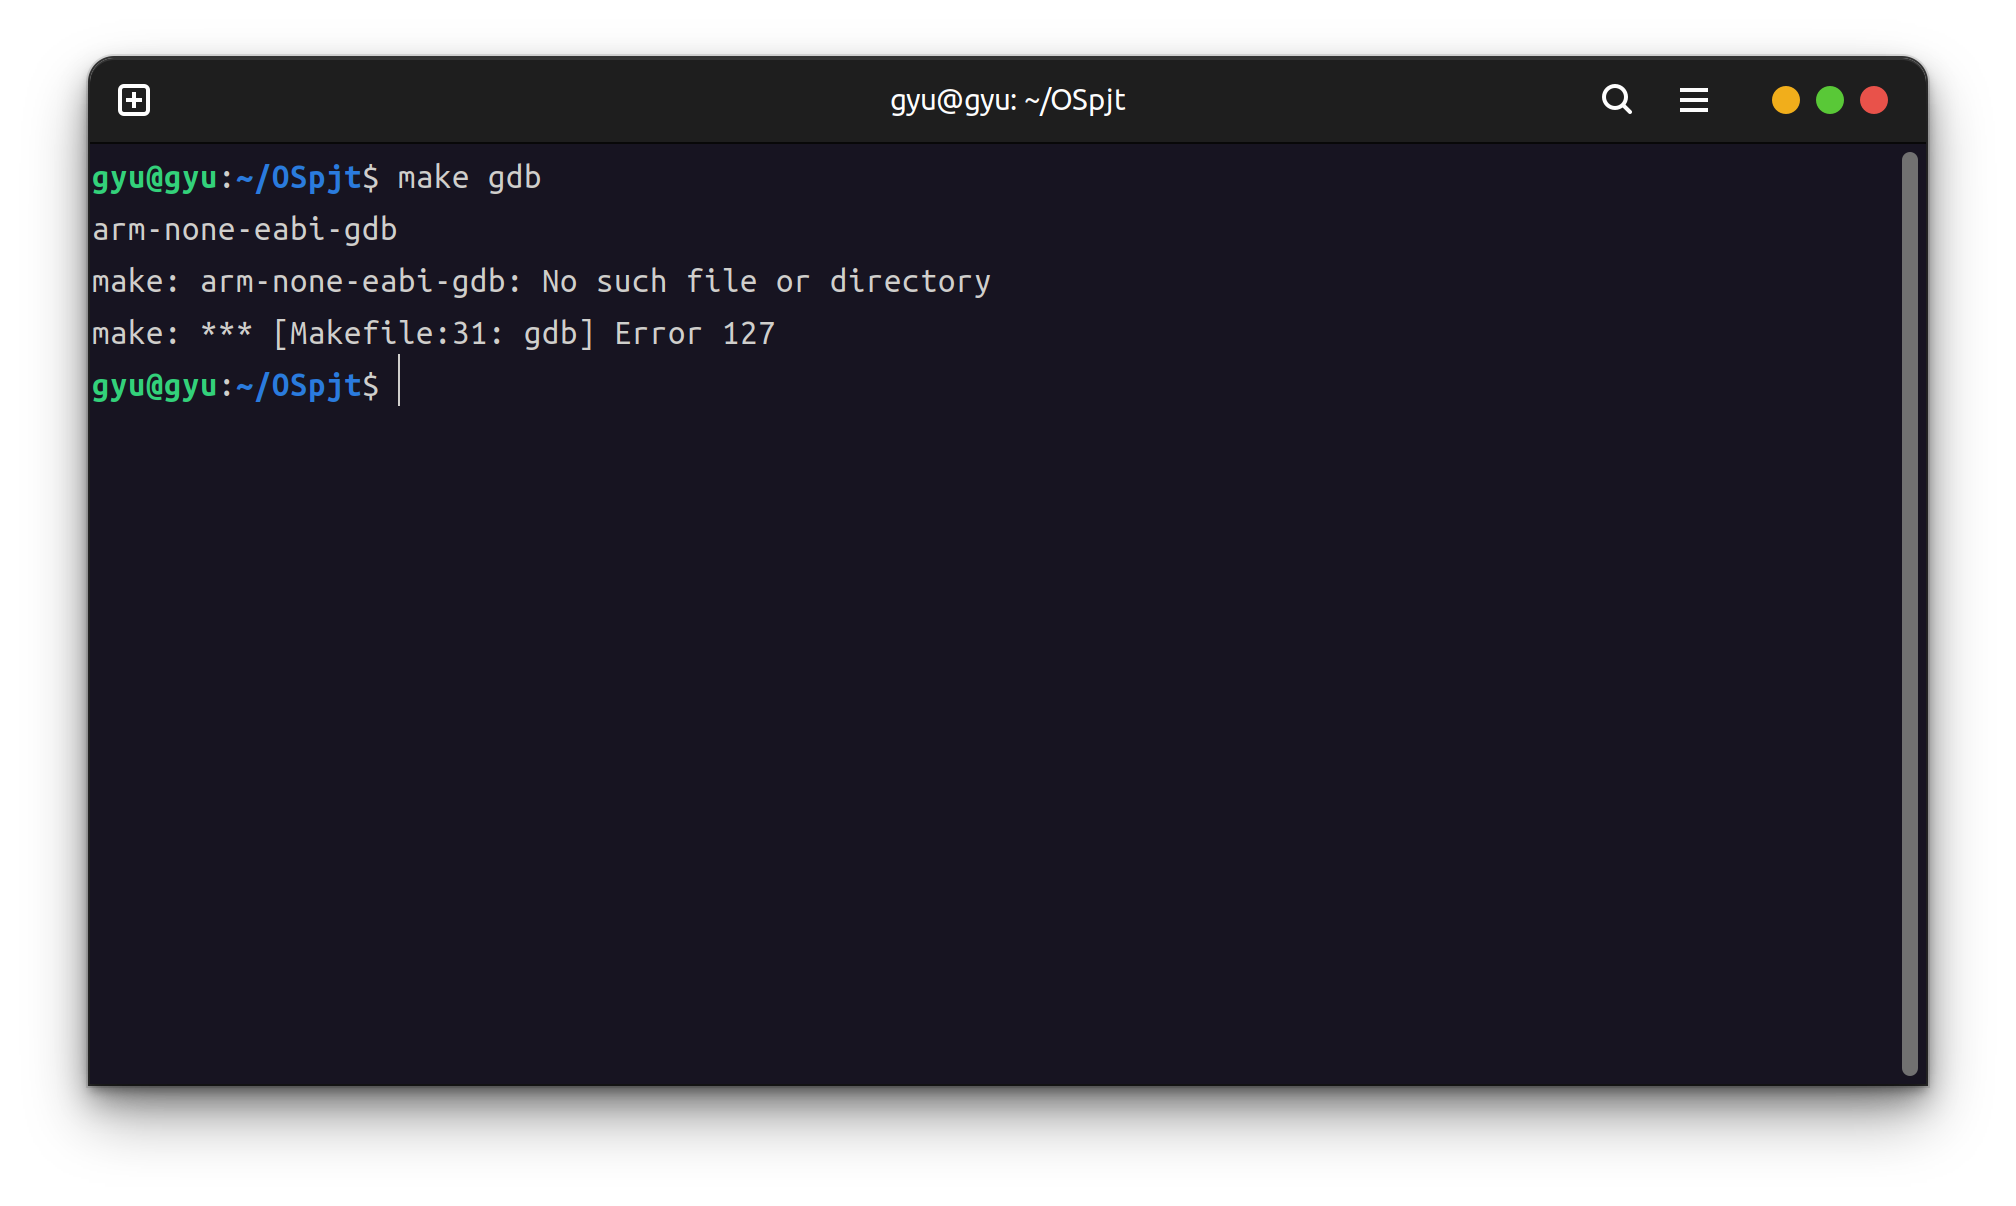 gyu@gyu: ~/OSpjt
gyu@gyu:~/OSpjt$ make gdb
arm-none-eabi-gdb
make: arm-none-eabi-gdb: No such file or directory
make: *** [Makefile:31: gdb] Error 127
gyu@gyu:~/OSpjt$